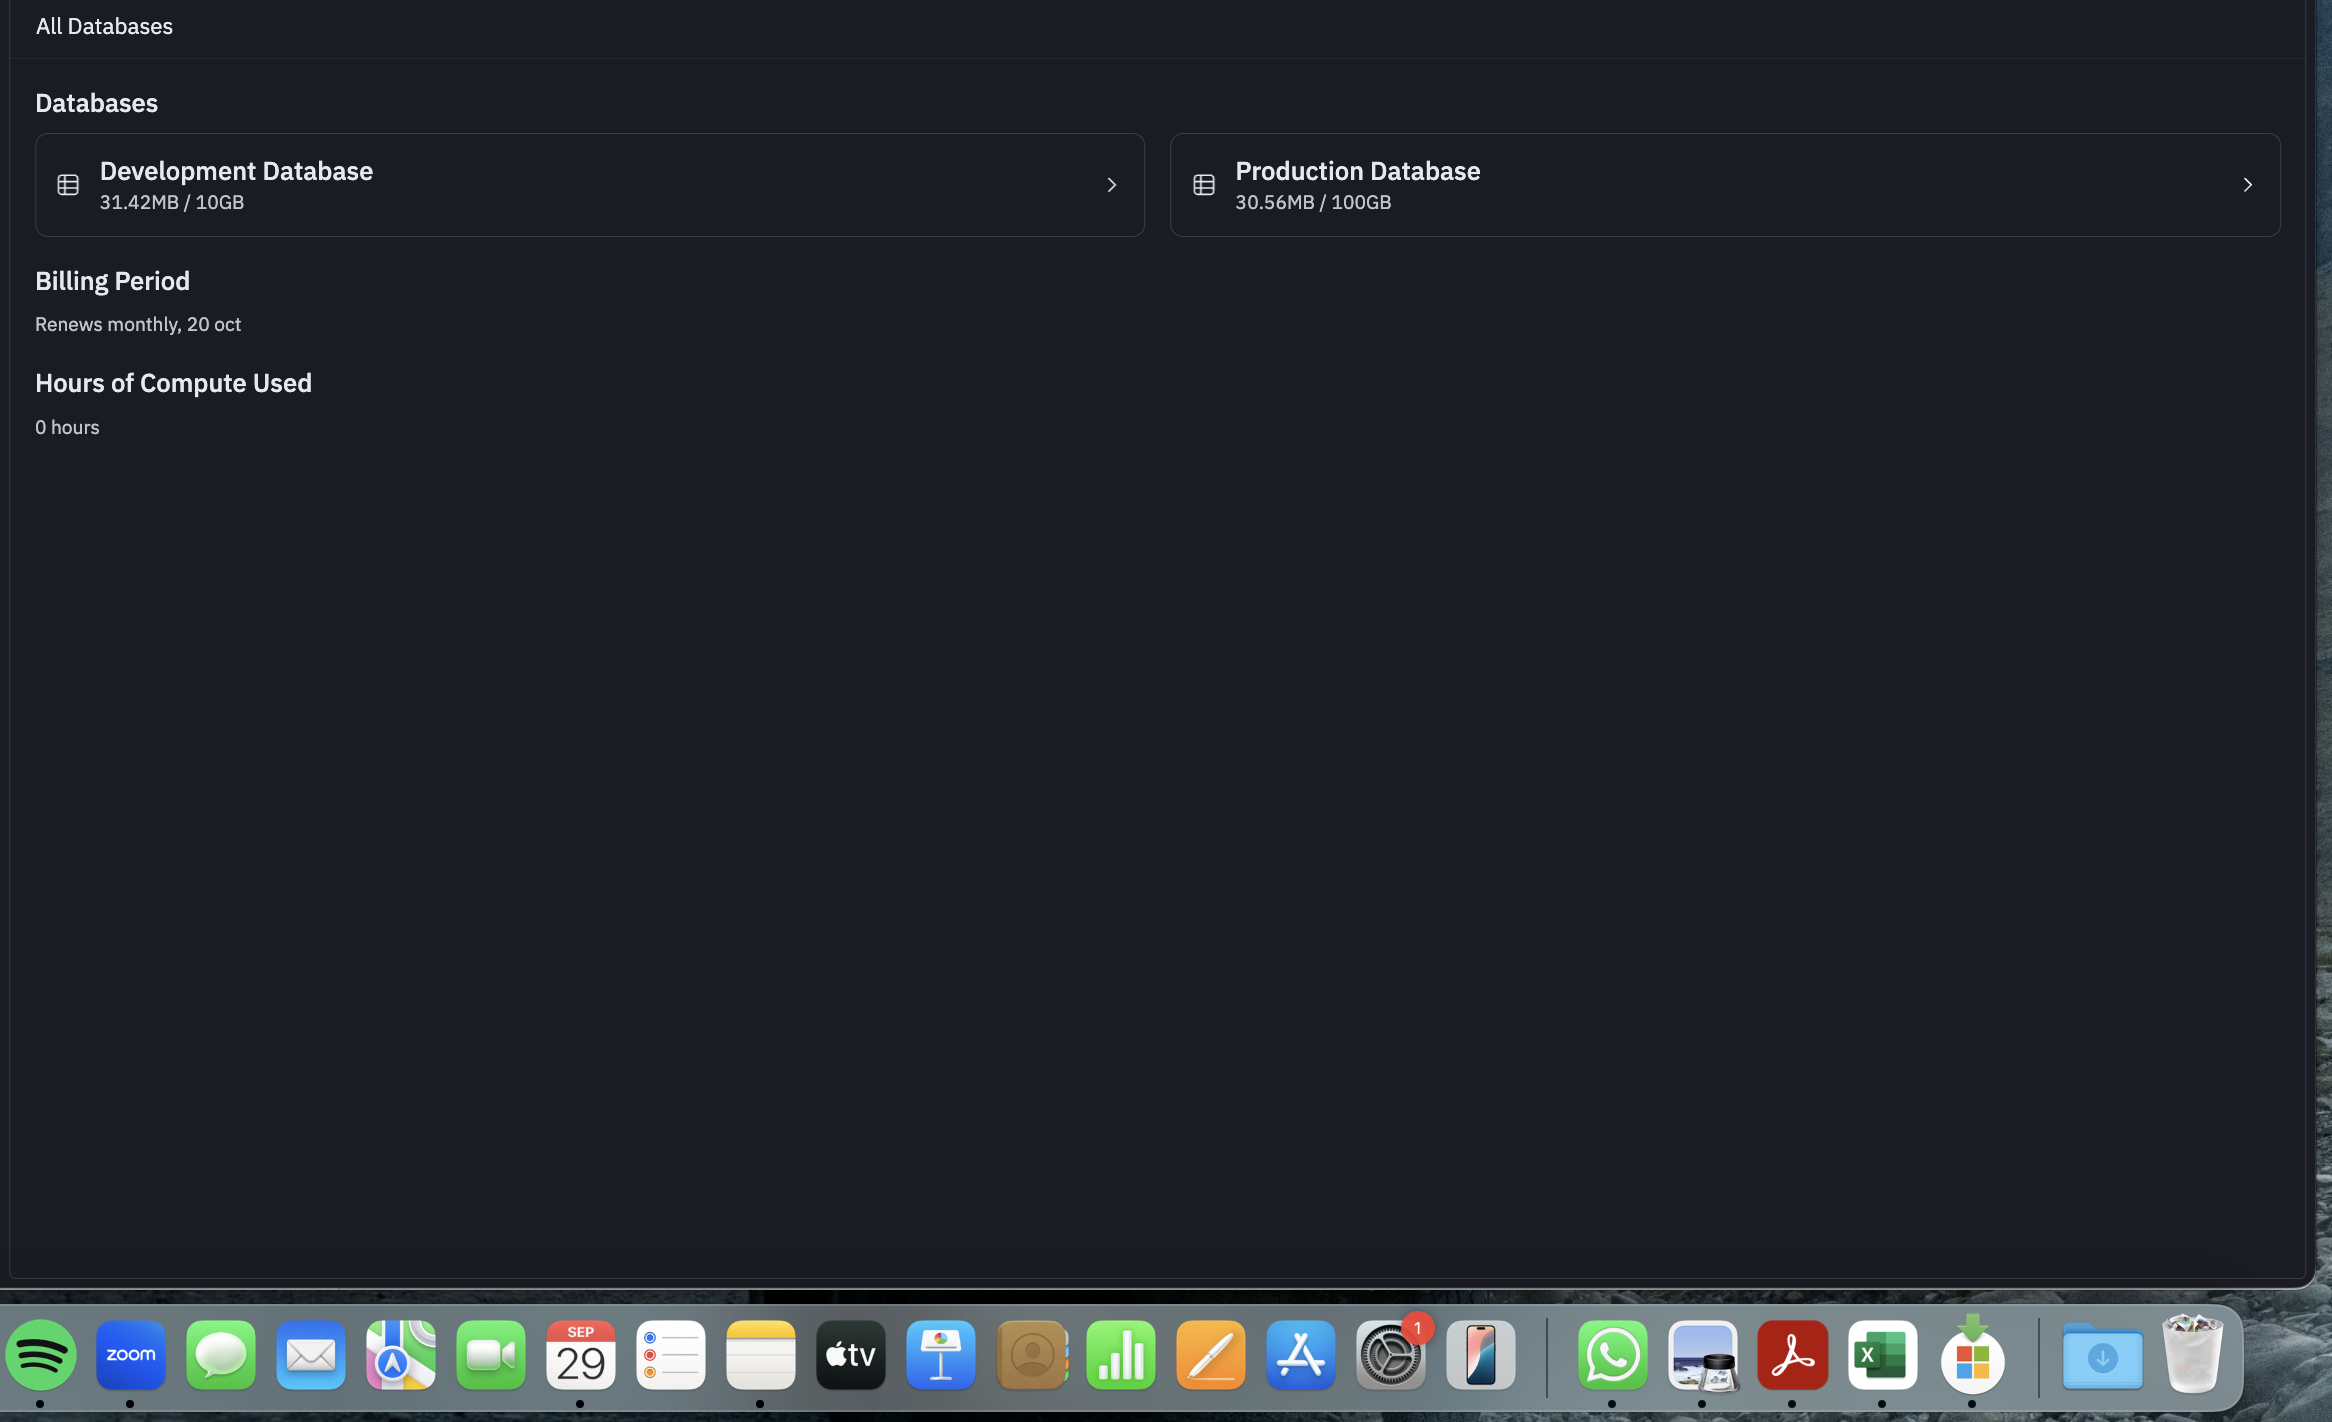 All Databases
Databases
Development Database
31.42MB / 10GB
Production Database
30.56MB / 100GB
Billing Period
Renews monthly, 20 oct
Hours of Compute Used
0 hours
zoom
SEP
29
tv
1
X